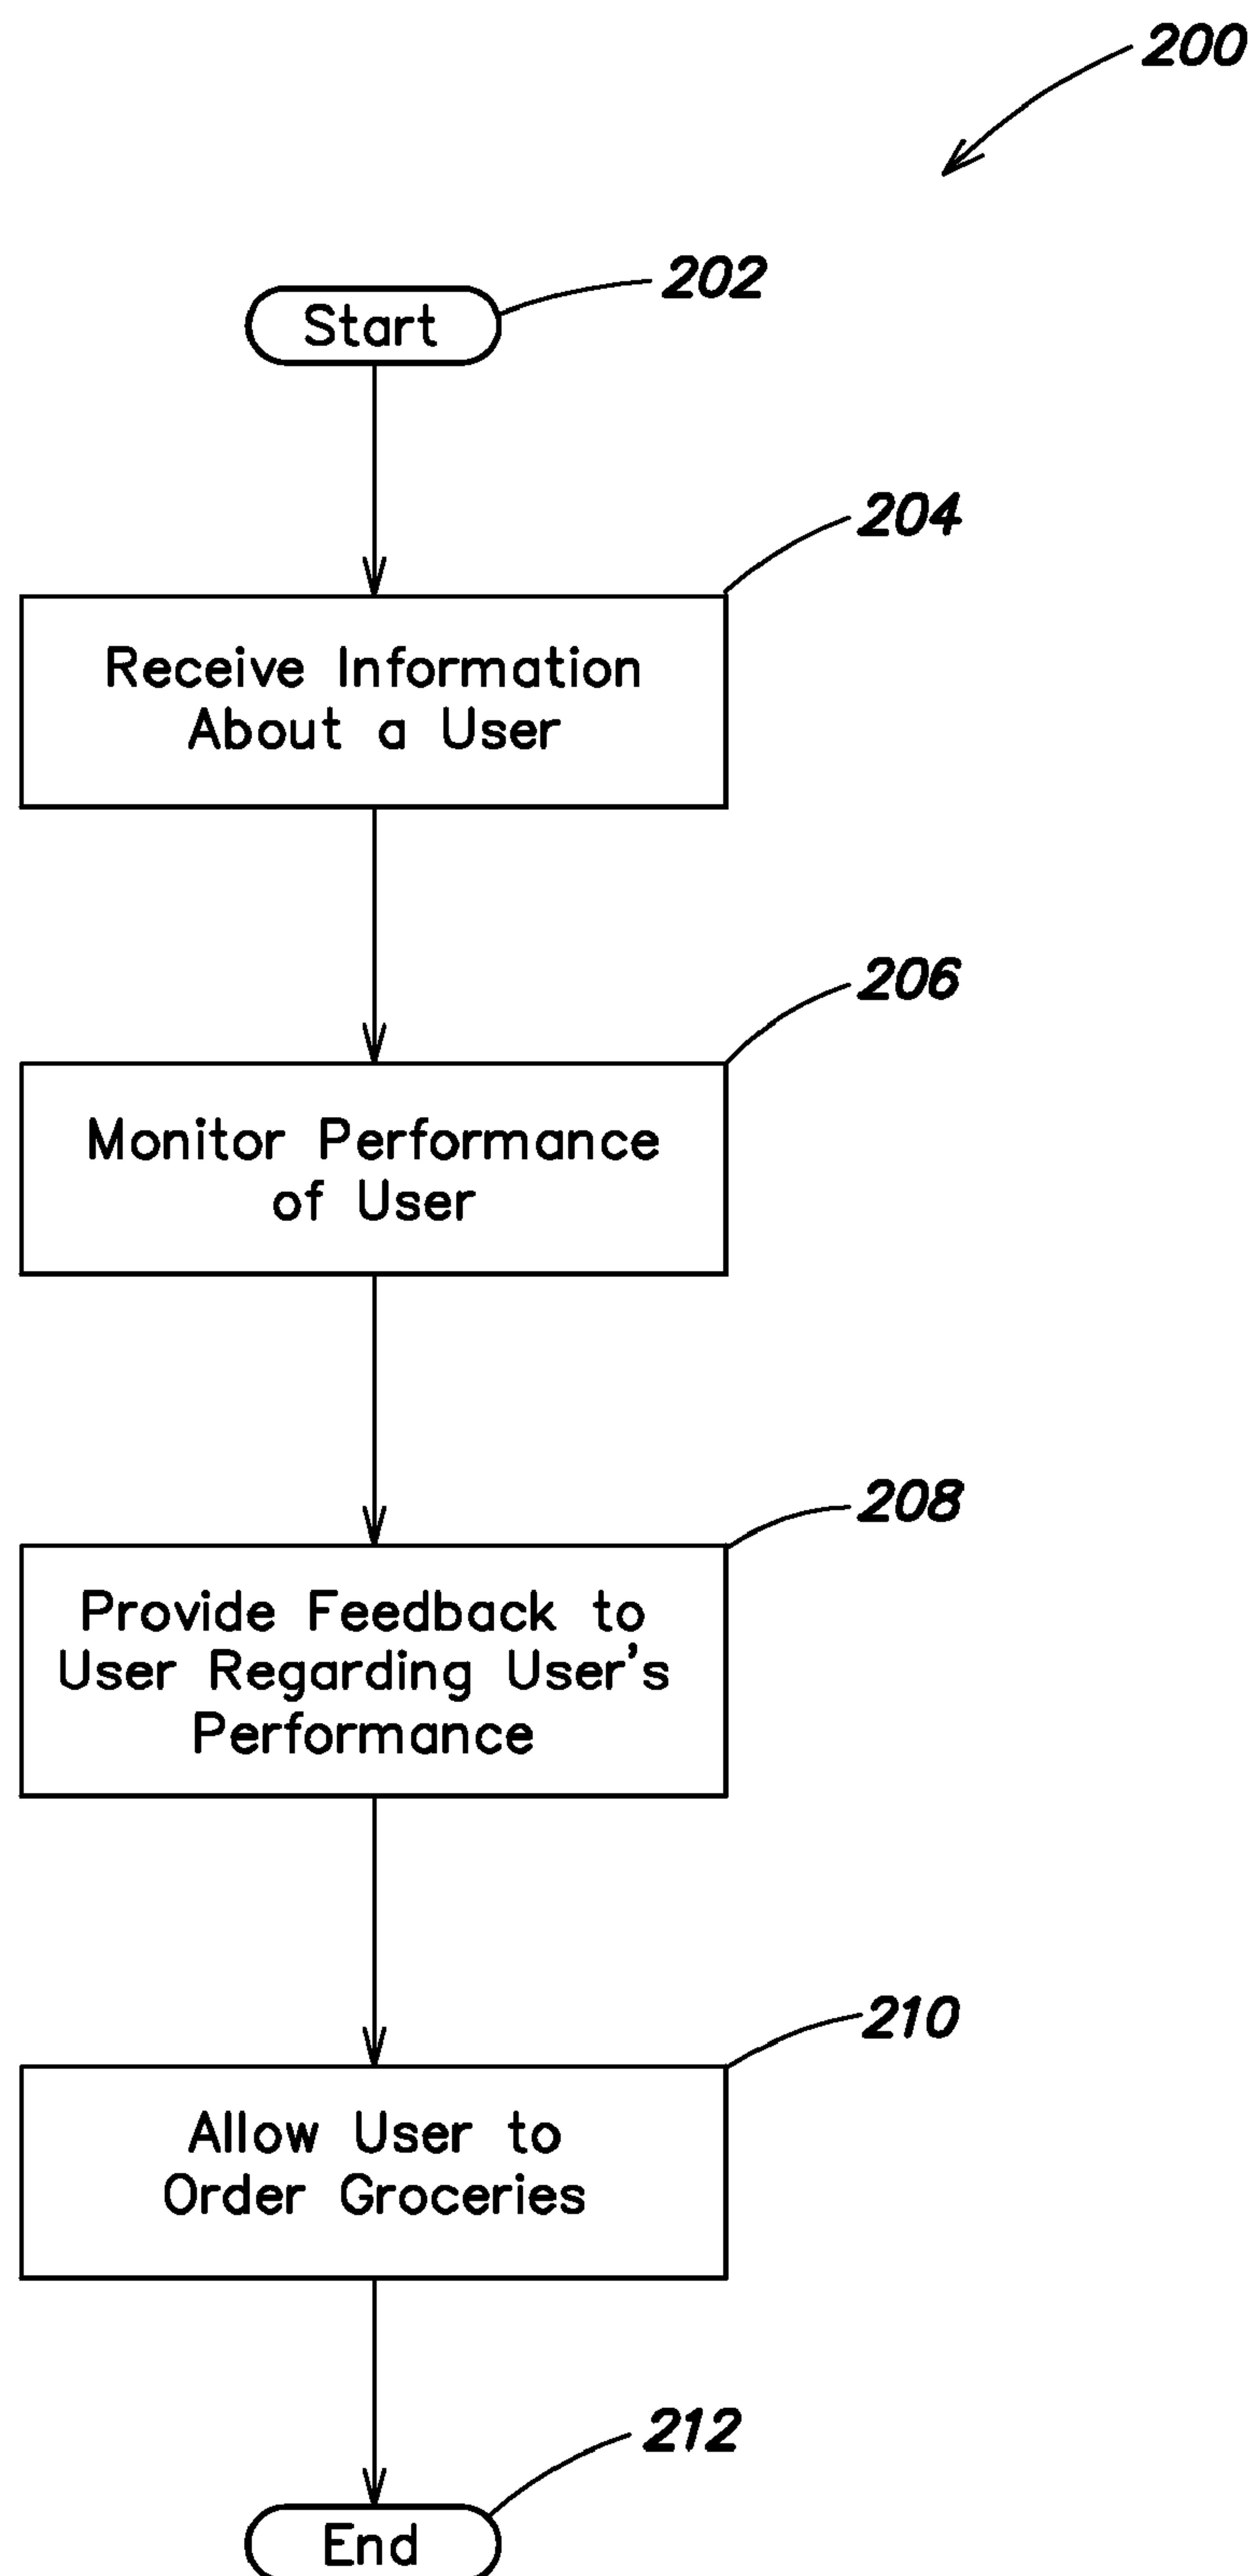 200
202
Start
204
Receive Information
About a User
206
Monitor Performance
of User
208
Provide Feedback to
User Regarding User's
Performance
210
Allow User to
Order Groceries
212
End